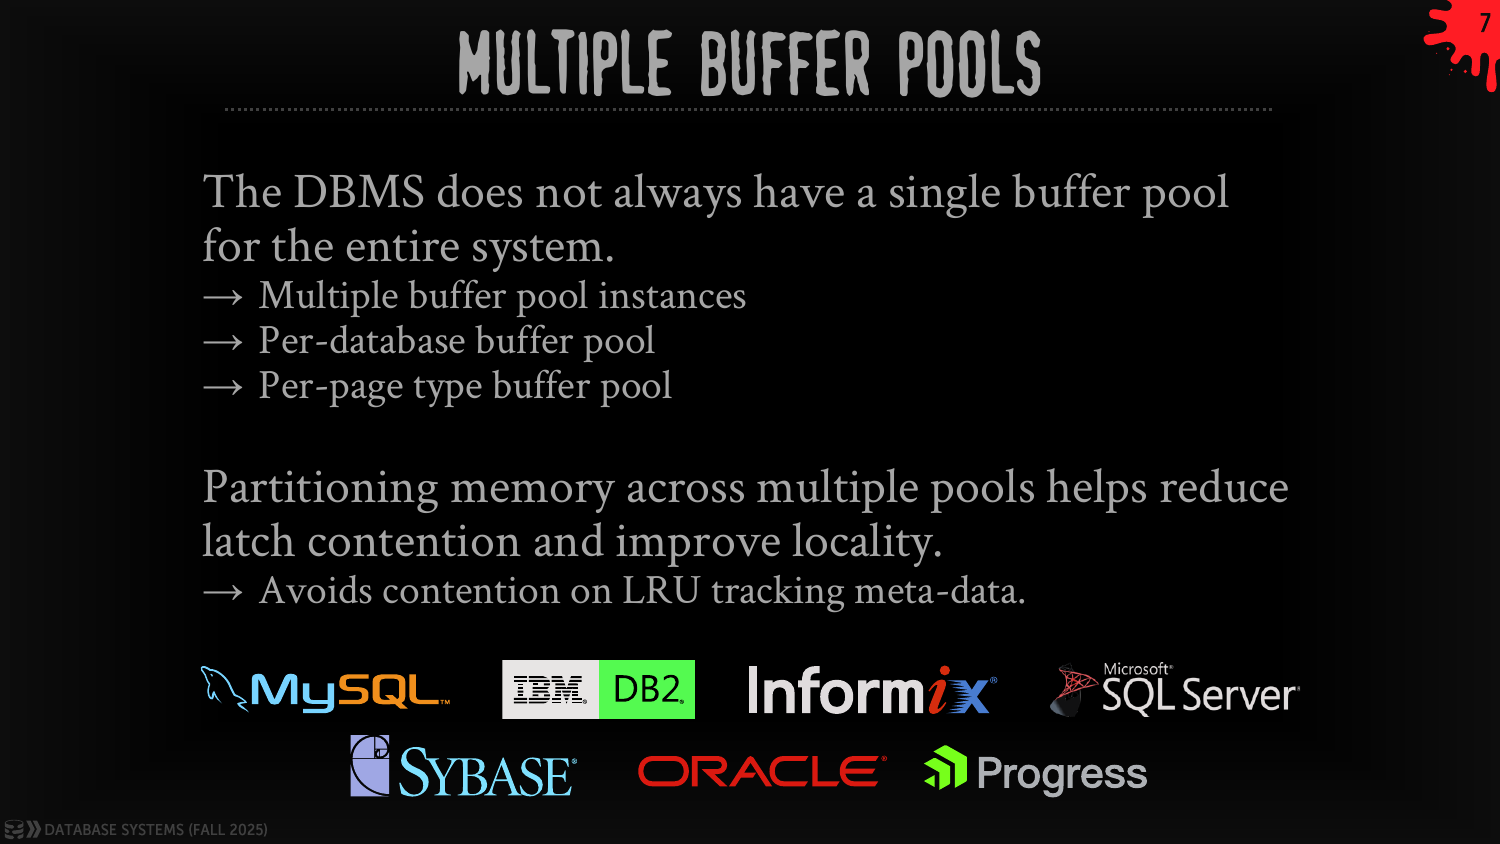 7
MULTIPLE BUFFER POOLS
The DBMS does not always have a single buffer pool
for the entire system.
→ Multiple buffer pool instances
→ Per-database buffer pool
→ Per-page type buffer pool
Partitioning memory across multiple pools helps reduce
latch contention and improve locality.
→ Avoids contention on LRU tracking meta-data.
MySQL™ IBM® DB2® Informix® Microsoft® SQL Server®
SYBASE® ORACLE® Progress
DATABASE SYSTEMS (FALL 2025)